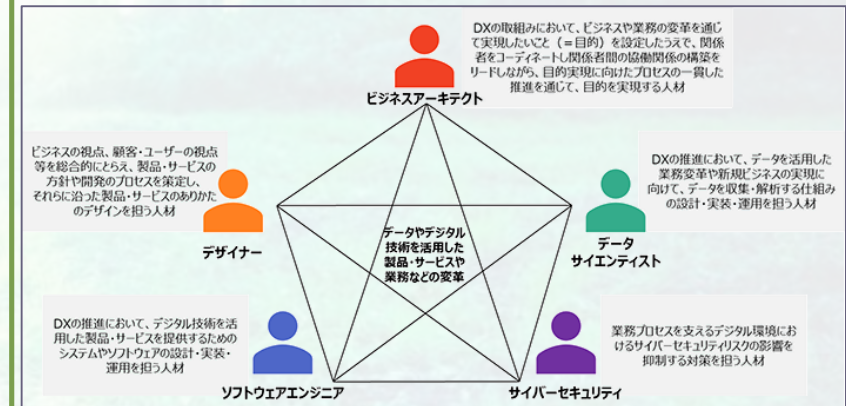 DXの取組みにおいて、ビジネスや業務の変革を通じ
て実現したいこと（＝目的）を設定したうえで、関係
者をコーディネートし関係者間の協働関係の構築を
リードしながら、目的実現に向けたプロセスの一貫した
推進を通じて、目的を実現する人材
ビジネスアーキテクト
ビジネスの視点、顧客・ユーザーの視点
等を総合的にとらえ、製品・サービスの
方針や開発のプロセスを策定し、
それらに沿った製品・サービスのありかた
のデザインを担う人材
デザイナー
DXの推進において、データを活用した
業務変革や新規ビジネスの実現に
向けて、データを収集・解析する仕組み
の設計・実装・運用を担う人材
データ
サイエンティスト
データやデジタル
技術を活用した
製品・サービスや
業務などの変革
DXの推進において、デジタル技術を活
用した製品・サービスを提供するための
システムやソフトウェアの設計・実装・
運用を担う人材
ソフトウェアエンジニア
業務プロセスを支えるデジタル環境にお
けるサイバーセキュリティリスクの影響を
抑制する対策を担う人材
サイバーセキュリティ